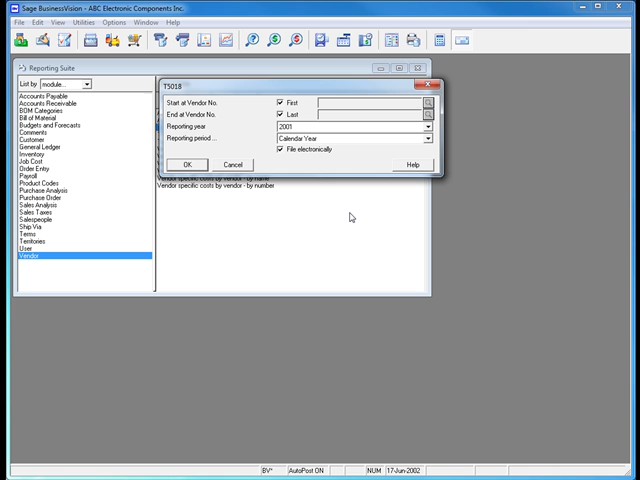 Sage BusinessVision - ABC Electronic Components Inc.
File Edit View Utilities Options Window Help
Reporting Suite
List by module...
Accounts Payable
Accounts Receivable
BOM Categories
Bill of Material
Budgets and Forecasts
Comments
Customer
General Ledger
Inventory
Job Cost
Order Entry
Payroll
Product Codes
Purchase Analysis
Purchase Order
Sales Analysis
Sales Taxes
Salespeople
Ship Via
Terms
Territories
User
Vendor
T5018
Start at Vendor No. First
End at Vendor No. Last
Reporting year 2001
Reporting period ... Calendar Year
File electronically
OK Cancel Help
Vendor specific costs by vendor - by name
Vendor specific costs by vendor - by number
BV* AutoPost ON NUM 17-Jun-2002